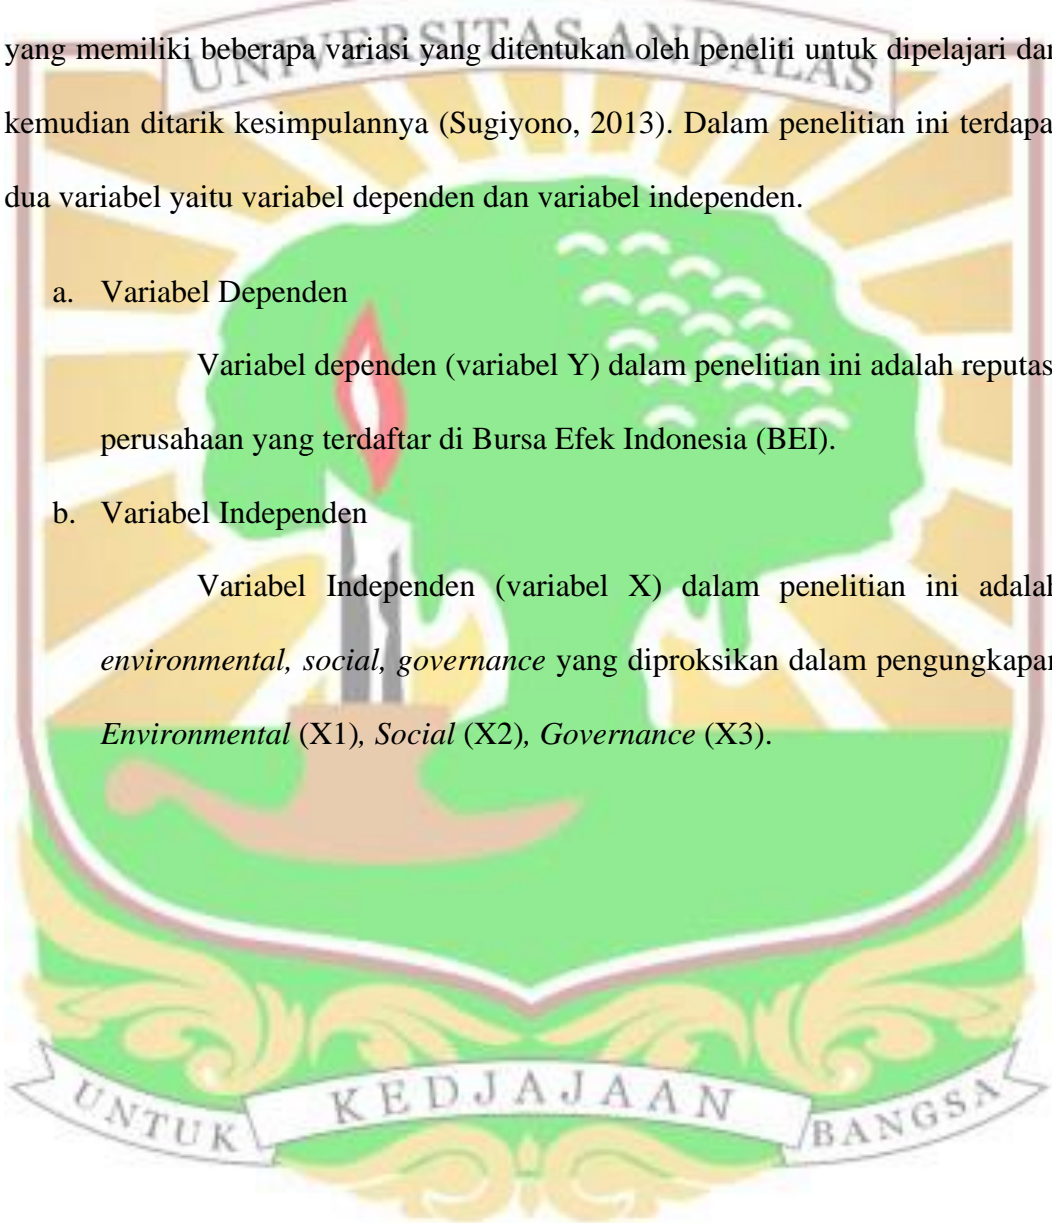 UNIVERSITAS ANDALAS
yang memiliki beberapa variasi yang ditentukan oleh peneliti untuk dipelajari dan
kemudian ditarik kesimpulannya (Sugiyono, 2013). Dalam penelitian ini terdapa
dua variabel yaitu variabel dependen dan variabel independen.
a. Variabel Dependen
Variabel dependen (variabel Y) dalam penelitian ini adalah reputas
perusahaan yang terdaftar di Bursa Efek Indonesia (BEI).
b. Variabel Independen
Variabel Independen (variabel X) dalam penelitian ini adalah
environmental, social, governance yang diproksikan dalam pengungkapan
Environmental (X1), Social (X2), Governance (X3).
UNTUK KEDJAJAAN BANGSA